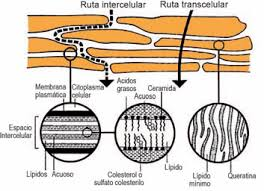 Ruta intercelular
Ruta transcelular
Membrana
plasmática
Citoplasma
celular
Acidos
grasos
Acuoso
Ceramida
Espacio
Intercelular
Lípidos
Acuoso
Colesterol o
sulfato colesterilo
Lípido
Lípido
mínimo
Queratina